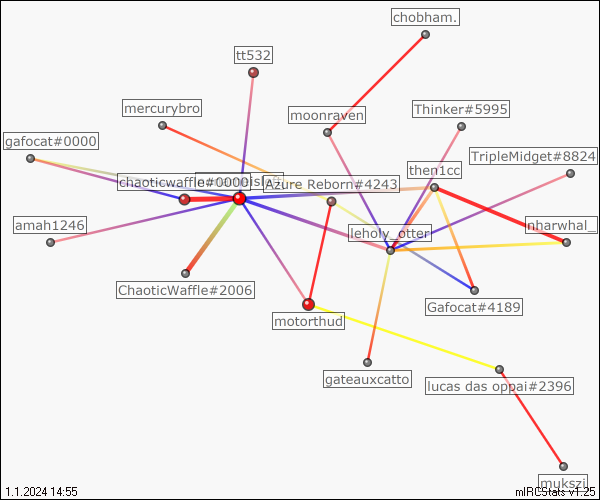 chobham.
tt532
mercurybro
moonraven
Thinker#5995
gafocat#0000
TripleMidget#8824
then1cc
chaoticwaffle#0000
Azure Reborn#4243
amah1246
leholy_otter
nharwhal_
ChaoticWaffle#2006
Gafocat#4189
motorthud
gateauxcatto
lucas das oppai#2396
mukszi
1.1.2024 14:55
mIRCStats v1.25